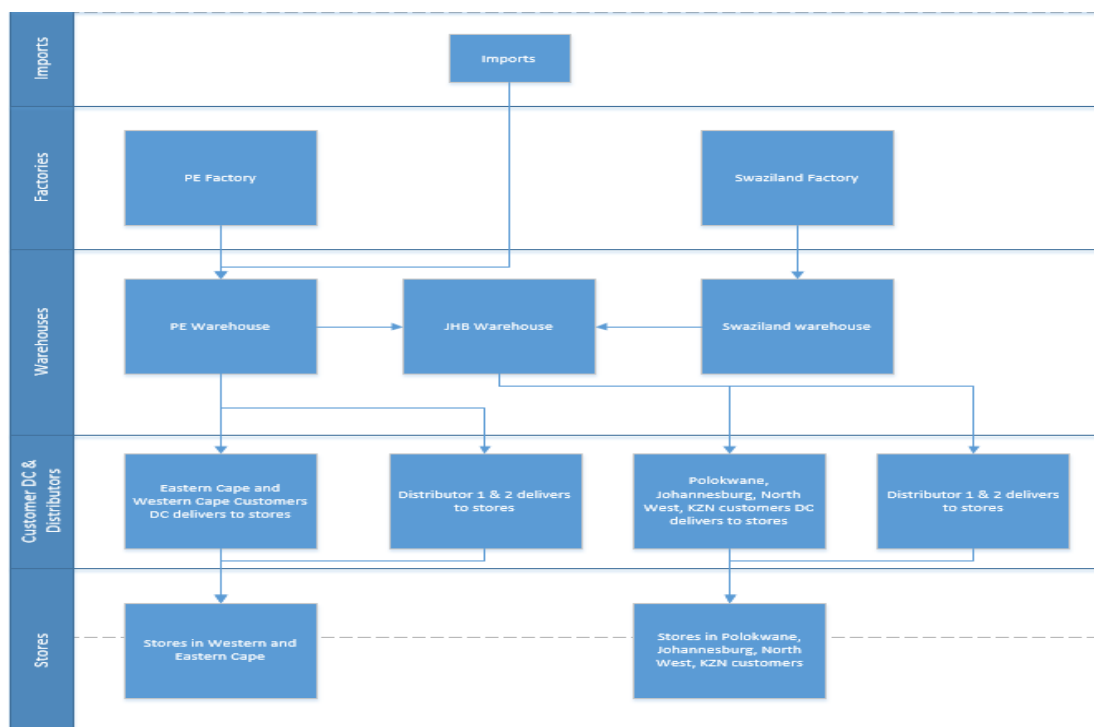 Imports
Imports
Factories
PE Factory
Swaziland Factory
Warehouses
PE Warehouse
JHB Warehouse
Swaziland warehouse
Customer DC &
Distributors
Eastern Cape and
Western Cape Customers
DC delivers to stores
Distributor 1 & 2 delivers
to stores
Polokwane,
Johannesburg, North
West, KZN customers DC
delivers to stores
Distributor 1 & 2 delivers
to stores
Stores
Stores in Western and
Eastern Cape
Stores in Polokwane,
Johannesburg, North
West, KZN customers